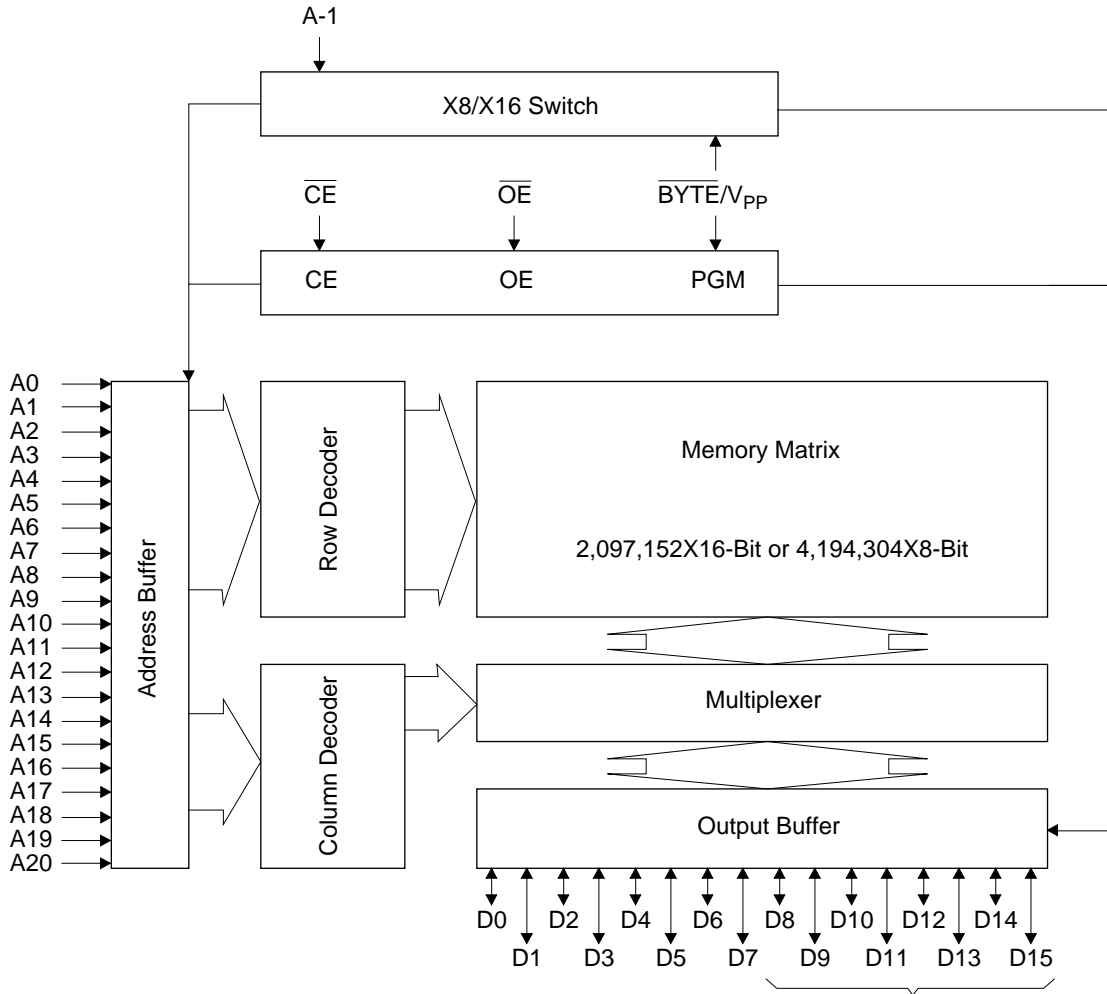 A-1
X8/X16 Switch
CE OE BYTE/VPP
CE OE PGM
A0
A1
A2
A3
A4
A5
A6
A7
A8
A9
A10
A11
A12
A13
A14
A15
A16
A17
A18
A19
A20
Address Buffer
Row Decoder
Column Decoder
Memory Matrix
2,097,152X16-Bit or 4,194,304X8-Bit
Multiplexer
Output Buffer
D0 D2 D4 D6 D8 D10 D12 D14
D1 D3 D5 D7 D9 D11 D13 D15